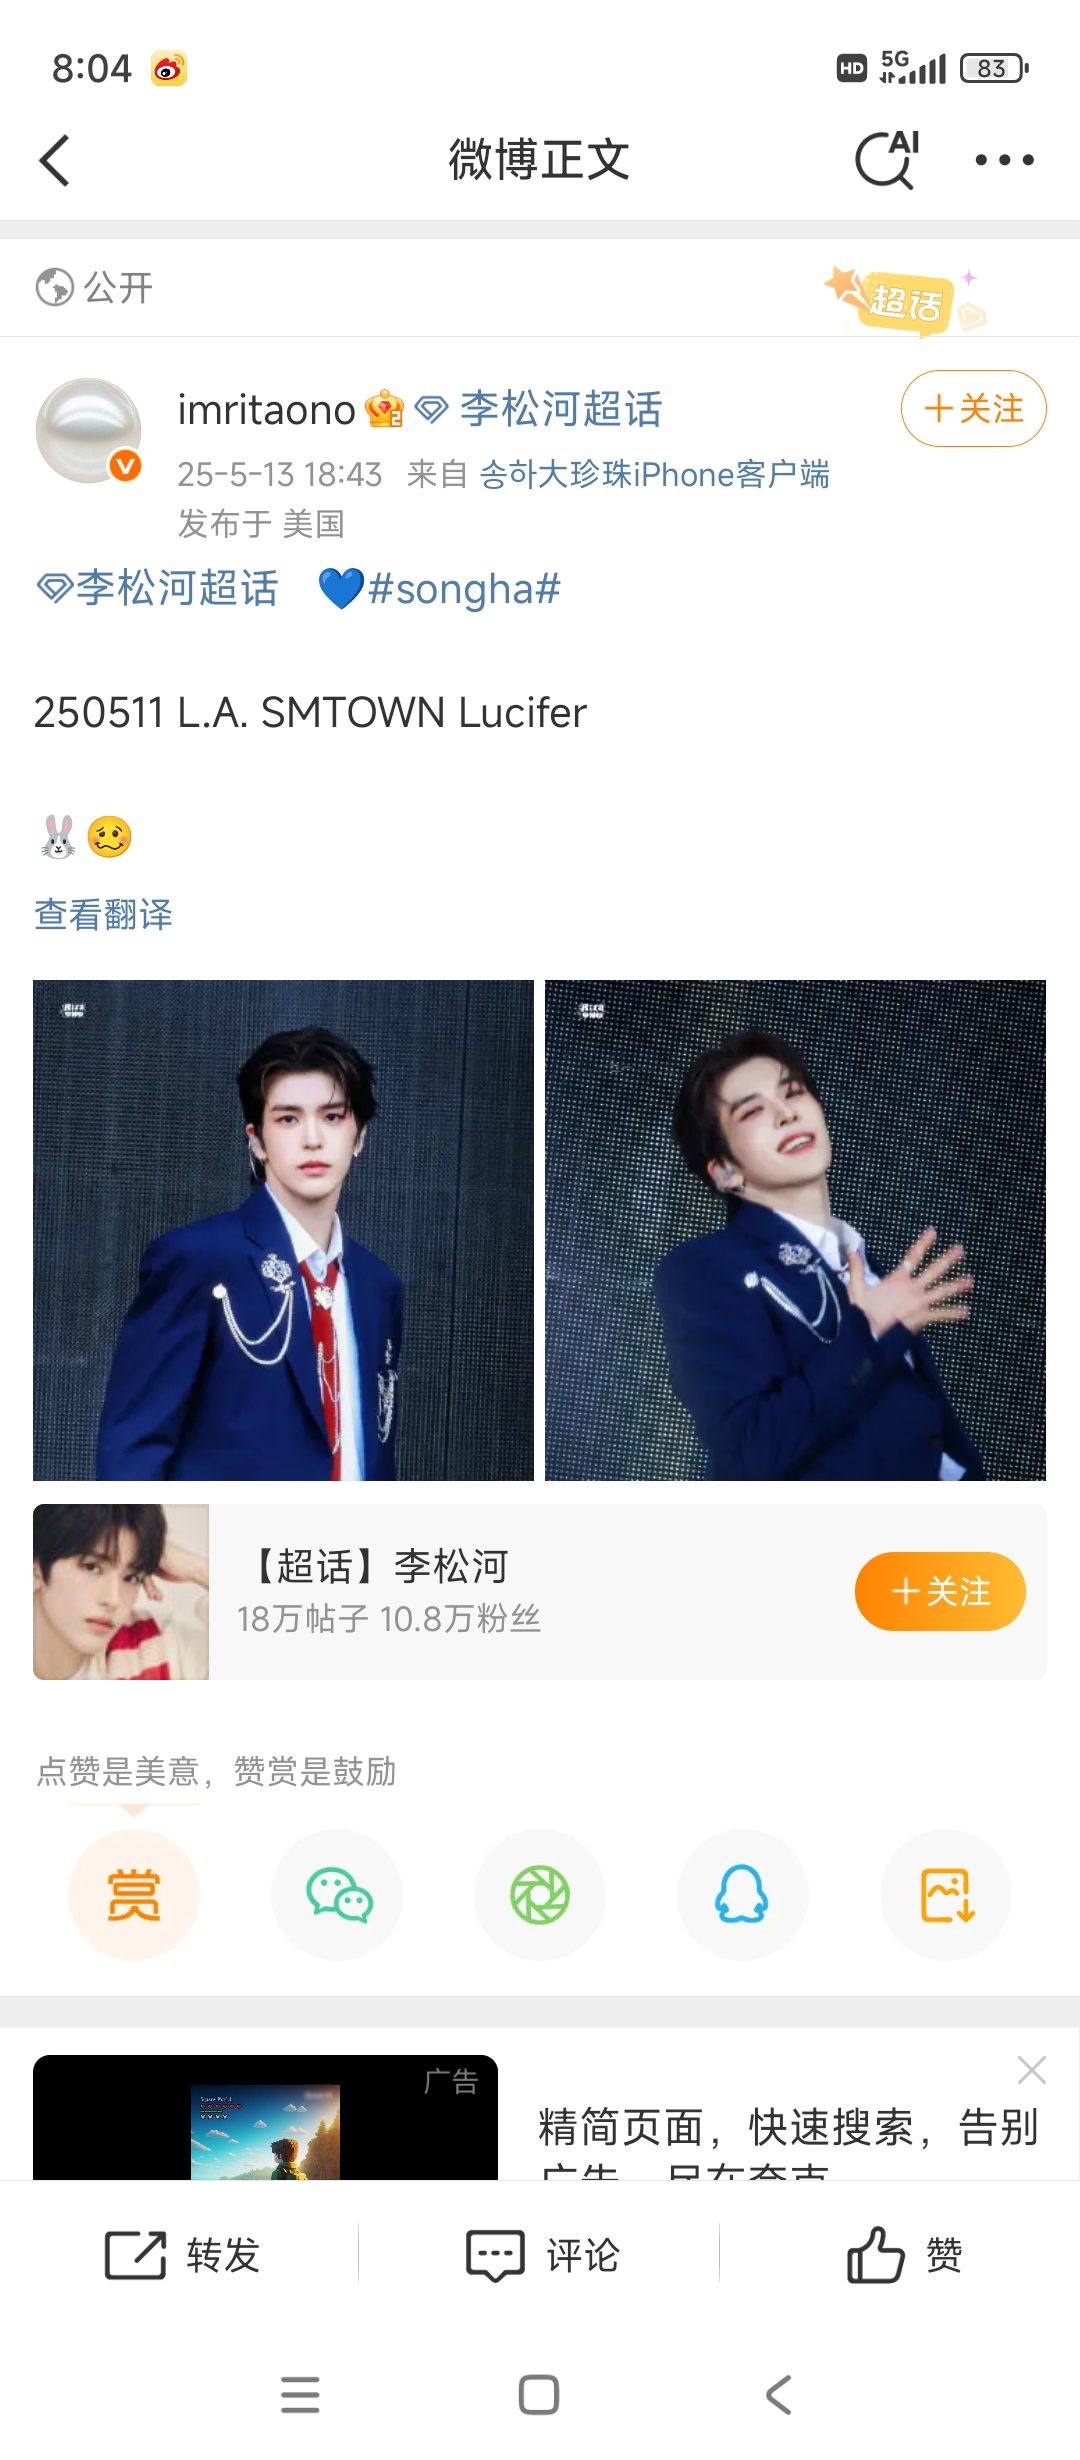 8:04
HD 5G 83
微博正文
AI
公开
超话
imritaono 2 李松河超话
+关注
25-5-13 18:43 来自 송하大珍珠iPhone客户端
发布于 美国
李松河超话 💙#songha#
250511 L.A. SMTOWN Lucifer
🐰🥴
查看翻译
【超话】李松河
18万帖子 10.8万粉丝
+关注
点赞是美意，赞赏是鼓励
赏
广告
精简页面，快速搜索，告别
转发
评论
赞